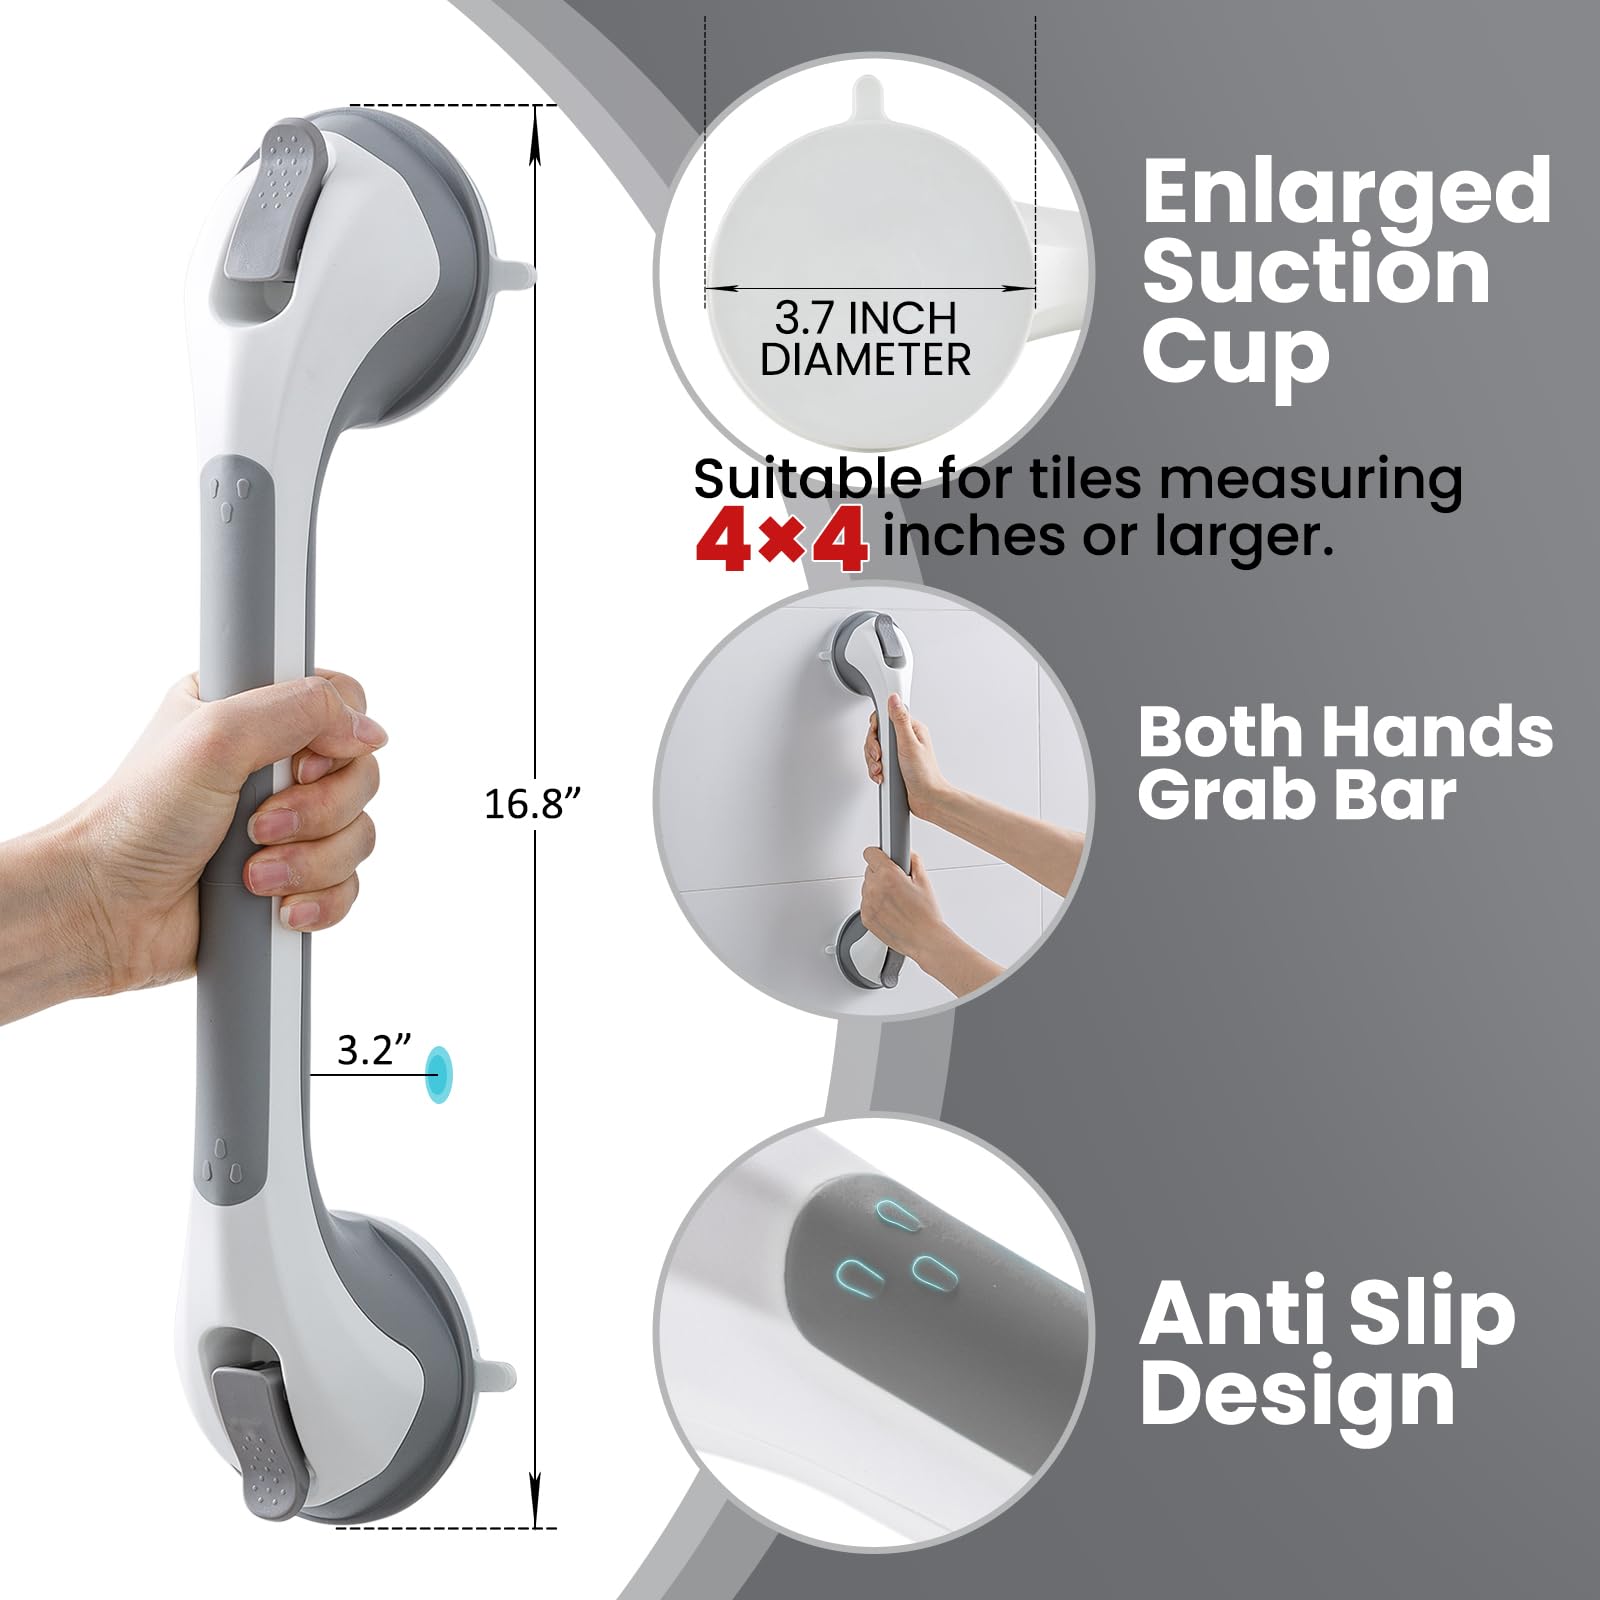 Enlarged
Suction
Cup
3.7 INCH
DIAMETER
Suitable for tiles measuring
4×4 inches or larger.
16.8”
Both Hands
Grab Bar
3.2”
Anti Slip
Design